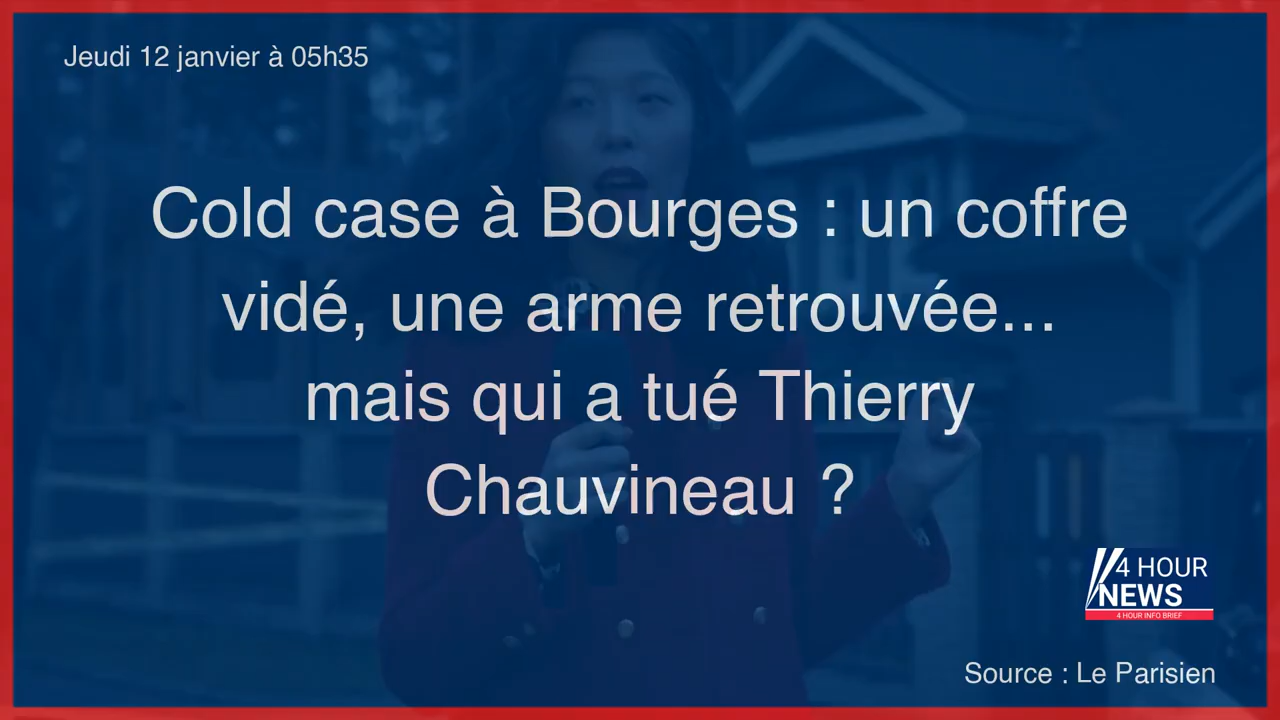 Jeudi 12 janvier à 05h35
Cold case à Bourges : un coffre
vidé, une arme retrouvée...
mais qui a tué Thierry
Chauvineau ?
4 HOUR
NEWS
4 HOUR INFO BRIEF
Source : Le Parisien